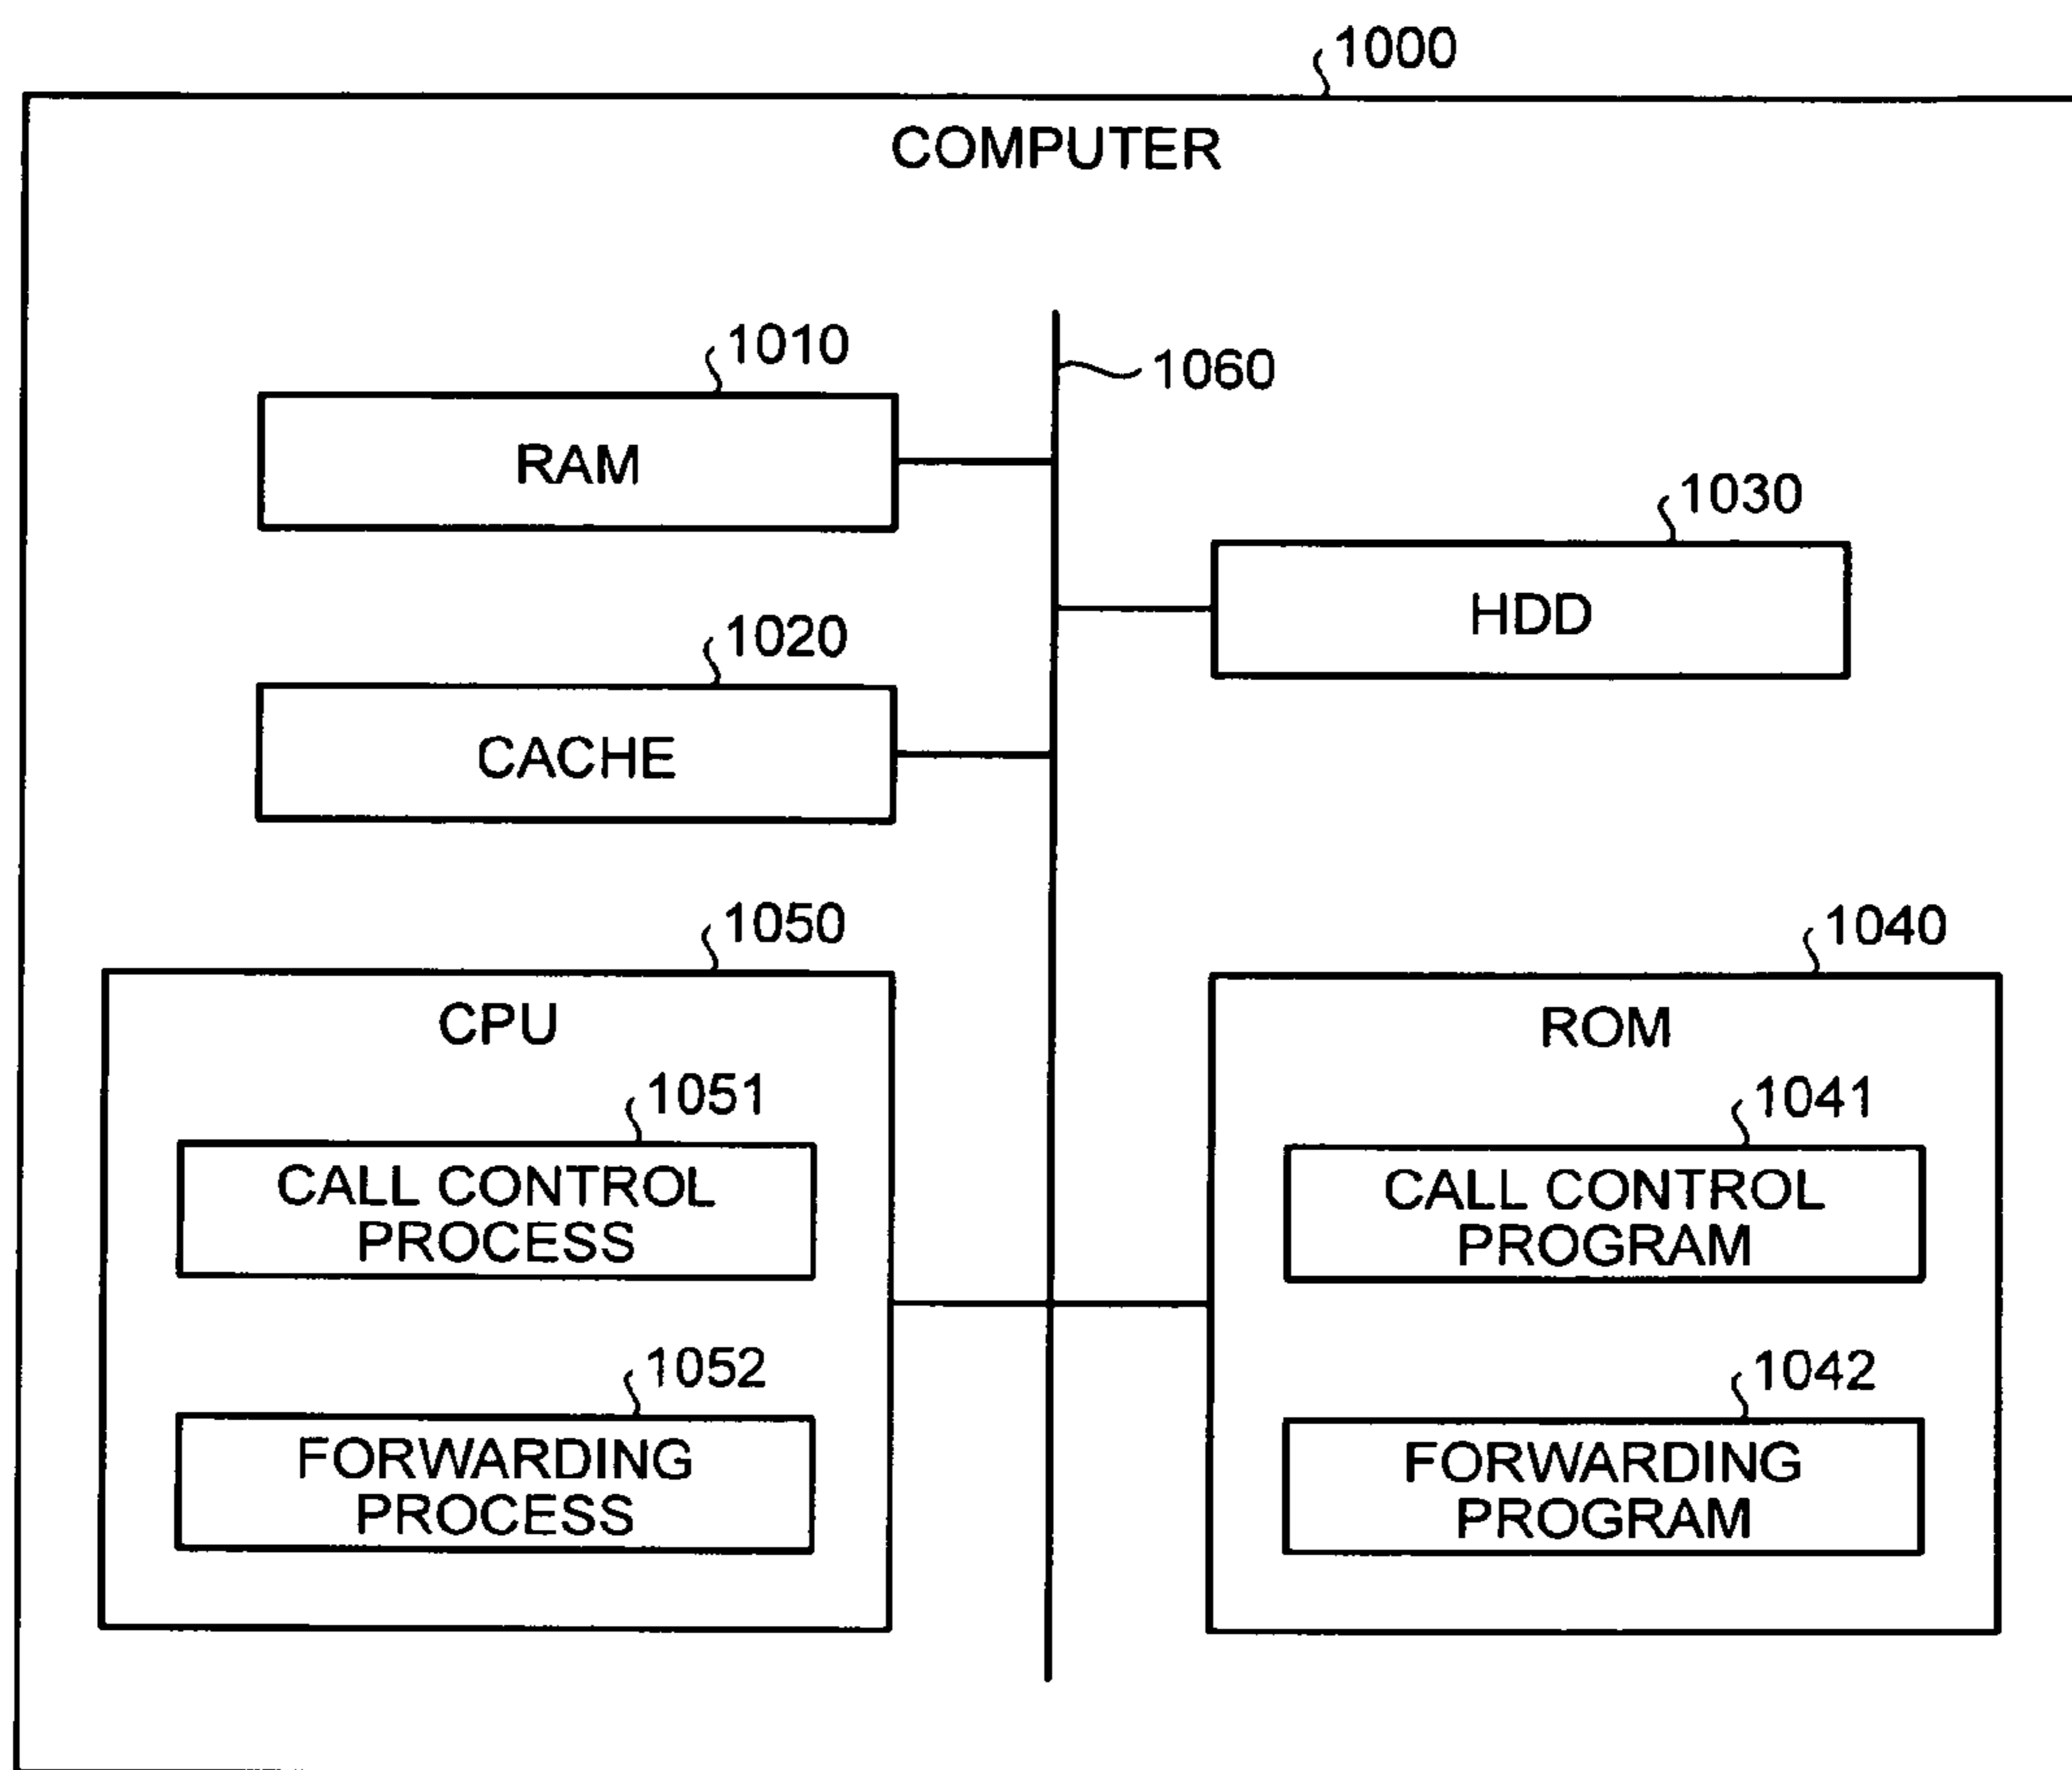 1000
COMPUTER
1010
1060
RAM
1030
HDD
1020
CACHE
1050
1040
CPU
ROM
1051
1041
CALL CONTROL
PROCESS
CALL CONTROL
PROGRAM
1052
1042
FORWARDING
PROCESS
FORWARDING
PROGRAM